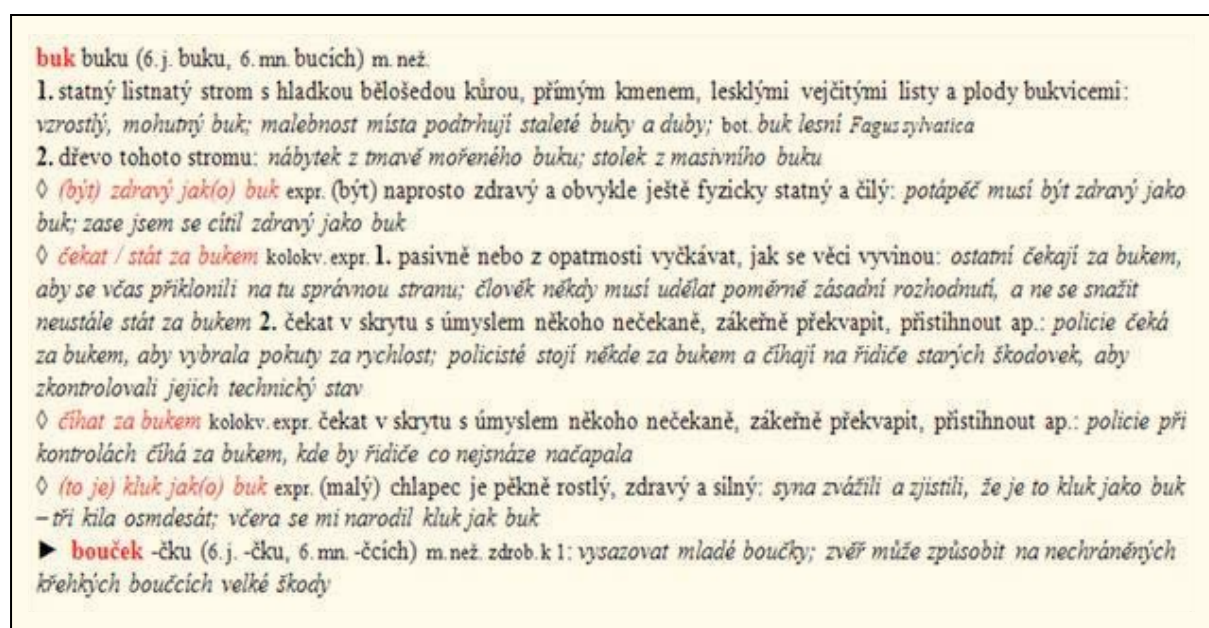 buk buku (6. j. buku, 6. mn. bucích) m. než.
1. statný listnatý strom s hladkou bělošedou kůrou, přímým kmenem, lesklými vejčitými listy a plody bukvicemi:
vzrostlý, mohutný buk; malebnost místa podtrhují staleté buky a duby; bot. buk lesní Fagus sylvatica
2. dřevo tohoto stromu: nábytek z tmavě mořeného buku; stolek z masivního buku
◊ (být) zdravý jak(o) buk expr. (být) naprosto zdravý a obvykle ještě fyzicky statný a čilý: potápěč musí být zdravý jako
buk; zase jsem se cítil zdravý jako buk
◊ čekat / stát za bukem kolokv. expr. 1. pasivně nebo z opatrnosti vyčkávat, jak se věci vyvinou: ostatní čekají za bukem,
aby se včas přiklonili na tu správnou stranu; člověk někdy musí udělat poměrně zásadní rozhodnutí, a ne se snažit
neustále stát za bukem 2. čekat v skrytu s úmyslem někoho nečekaně, zákeřně překvapit, přistihnout ap.: policie čeká
za bukem, aby vybrala pokuty za rychlost; policisté stojí někde za bukem a číhají na řidiče starých škodovek, aby
zkontrolovali jejich technický stav
◊ číhat za bukem kolokv. expr. čekat v skrytu s úmyslem někoho nečekaně, zákeřně překvapit, přistihnout ap.: policie při
kontrolách číhá za bukem, kde by řidiče co nejsnáze načapala
◊ (to je) kluk jak(o) buk expr. (malý) chlapec je pěkně rostlý, zdravý a silný: syna zvážili a zjistili, že je to kluk jako buk
– tři kila osmdesát; včera se mi narodil kluk jak buk
► bouček -čku (6. j. -čku, 6. mn. -čcích) m. než. zdrob. k 1: vysazovat mladé boučky; zvěř může způsobit na nechráněných
křehkých boučcích velké škody